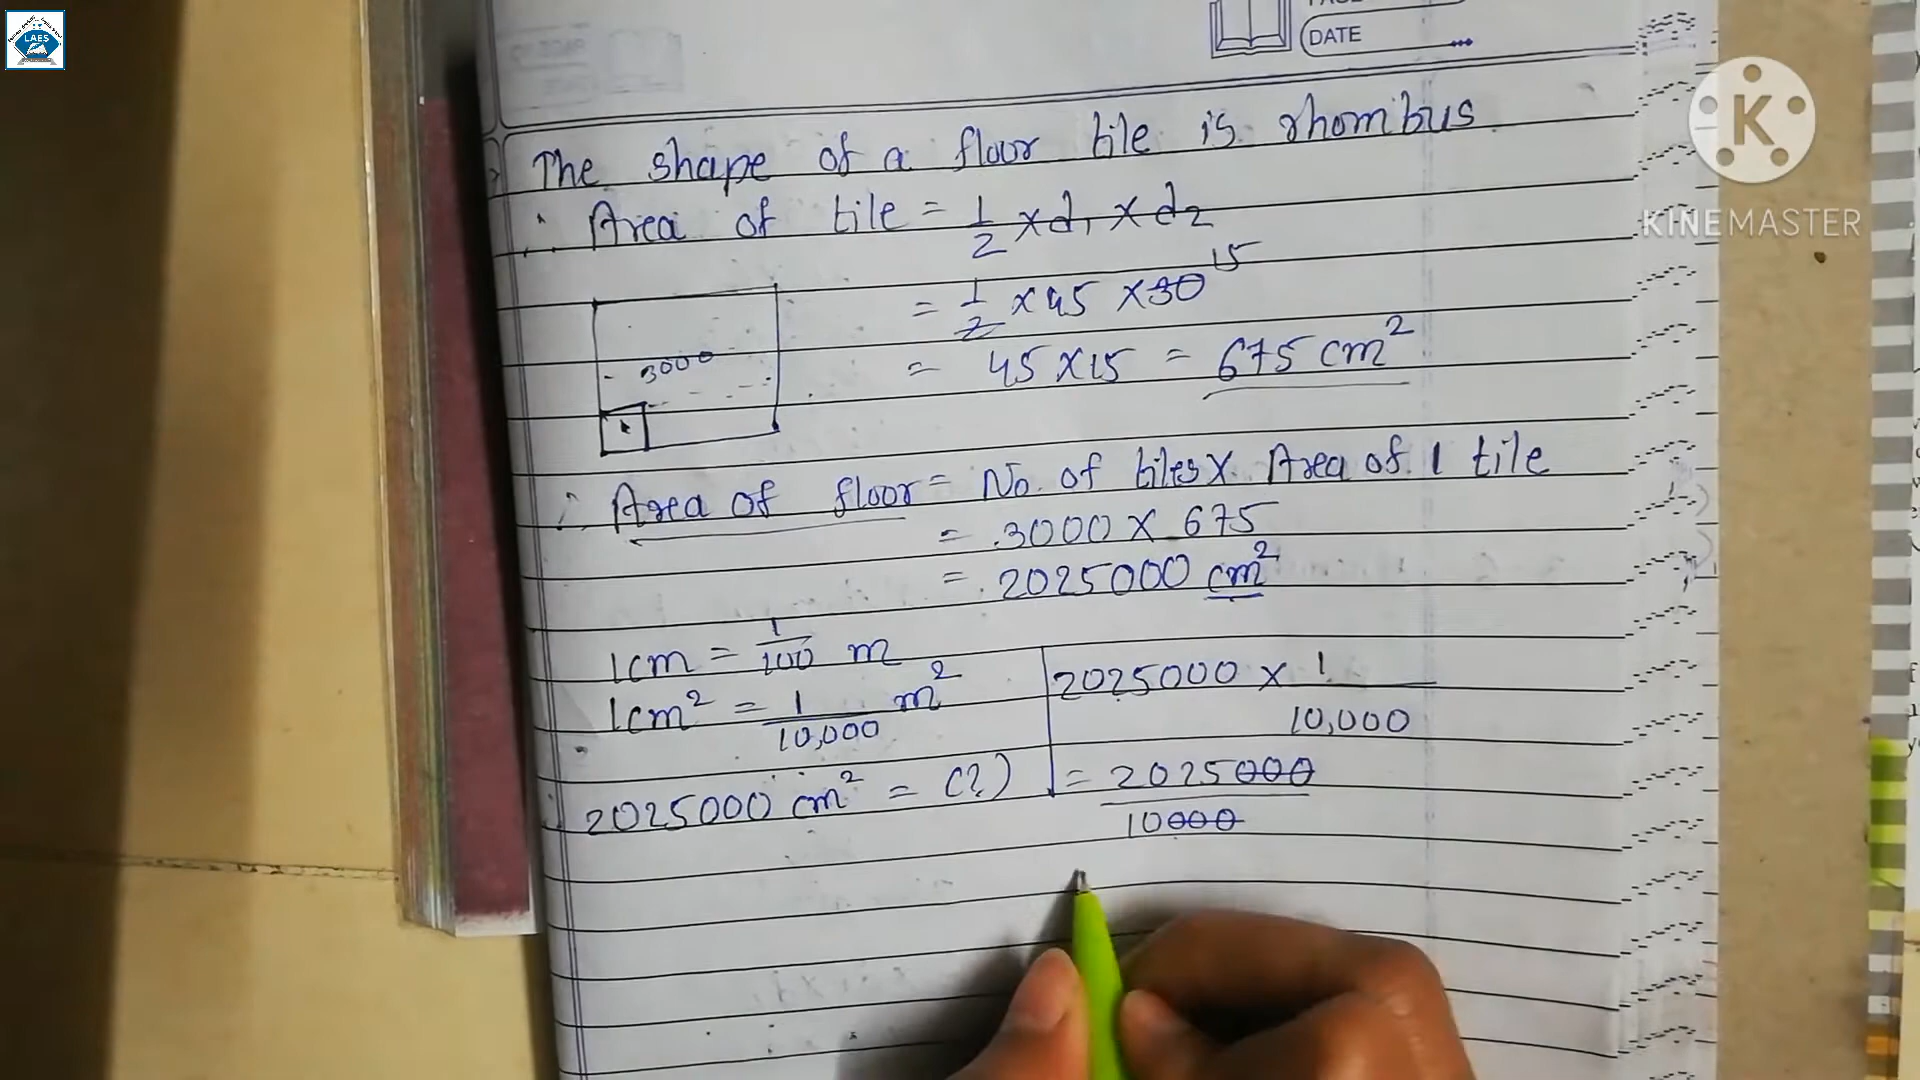 LAES
DATE
KINEMASTER
K
The shape of a floor tile is rhombus
∴ Area of tile = 1/2 × d₁ × d₂
= 1/2 × 45 × 30 15
3000
= 45 × 15 = 675 cm²
∴ Area of floor = No. of tiles × Area of 1 tile
= 3000 × 675
= 2025000 cm²
1cm = 1/100 m
1cm² = 1/10,000 m²
2025000 cm² = (?)
2025000 × 1/10,000
= 2025000/10000